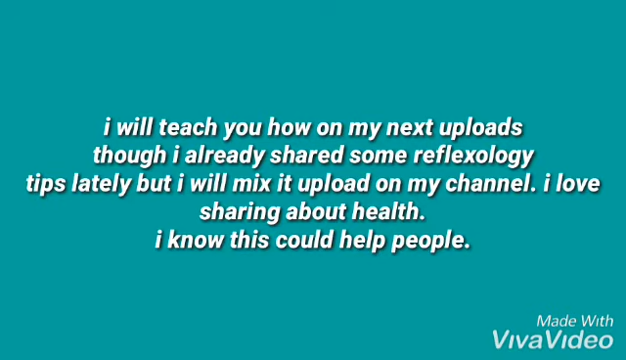 i will teach you how on my next uploads
though i already shared some reflexology
tips lately but i will mix it upload on my channel. i love
sharing about health.
i know this could help people.
Made With
VivaVideo